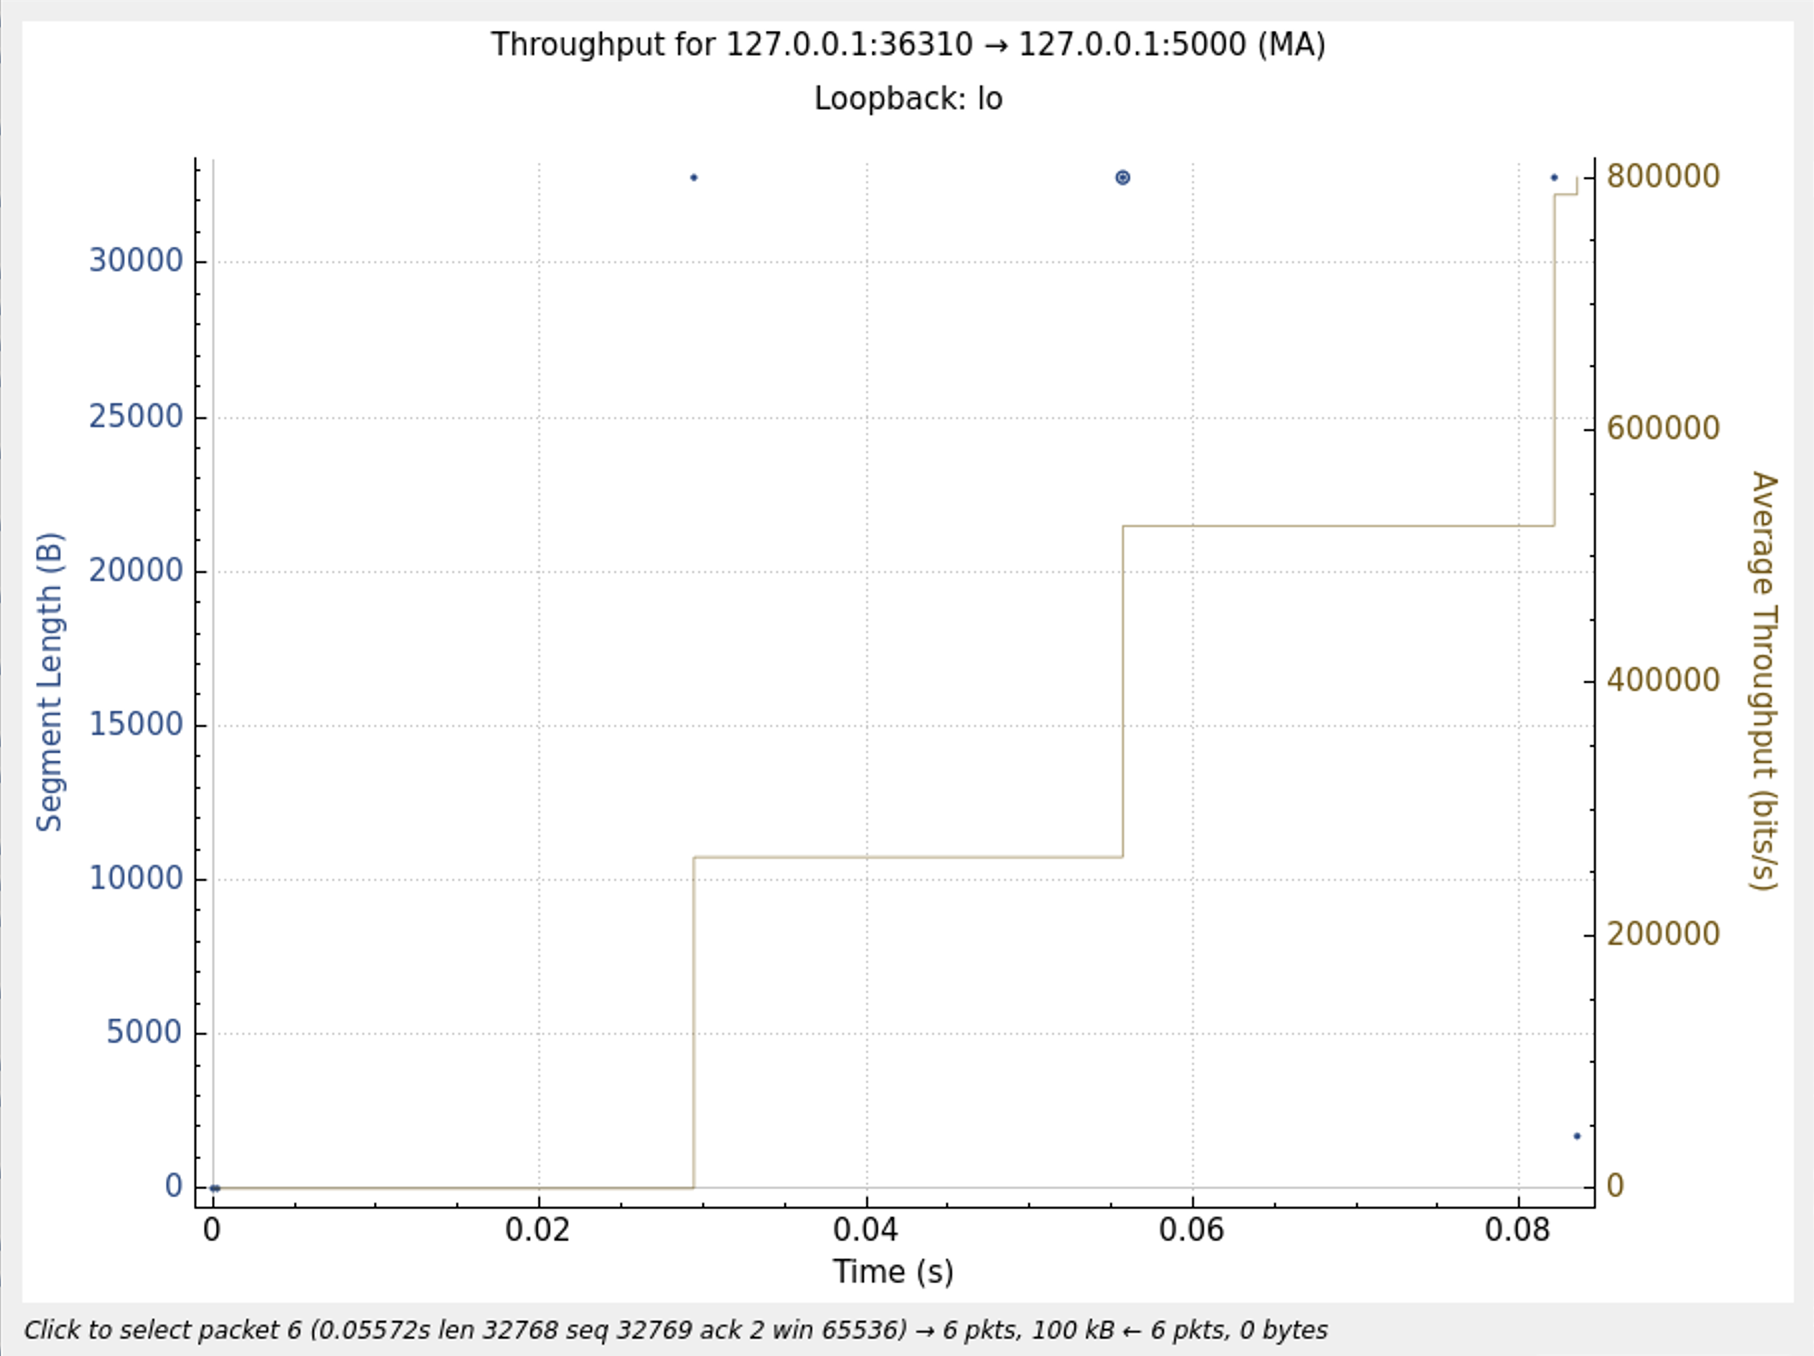 Throughput for 127.0.0.1:36310 → 127.0.0.1:5000 (MA)
Loopback: lo
30000
25000
20000
15000
10000
5000
0
Segment Length (B)
800000
600000
400000
200000
0
Average Throughput (bits/s)
0 0.02 0.04 0.06 0.08
Time (s)
Click to select packet 6 (0.05572s len 32768 seq 32769 ack 2 win 65536) → 6 pkts, 100 kB ← 6 pkts, 0 bytes